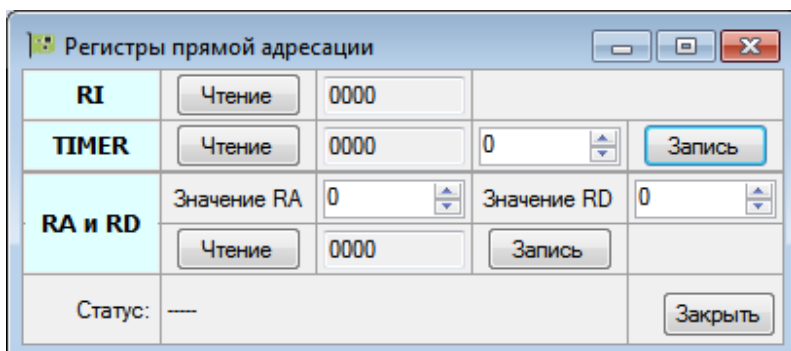 Регистры прямой адресации
RI Чтение 0000
TIMER Чтение 0000 0 Запись
RA и RD Значение RA 0 Значение RD 0
Чтение 0000 Запись
Статус: ----- Закрыть